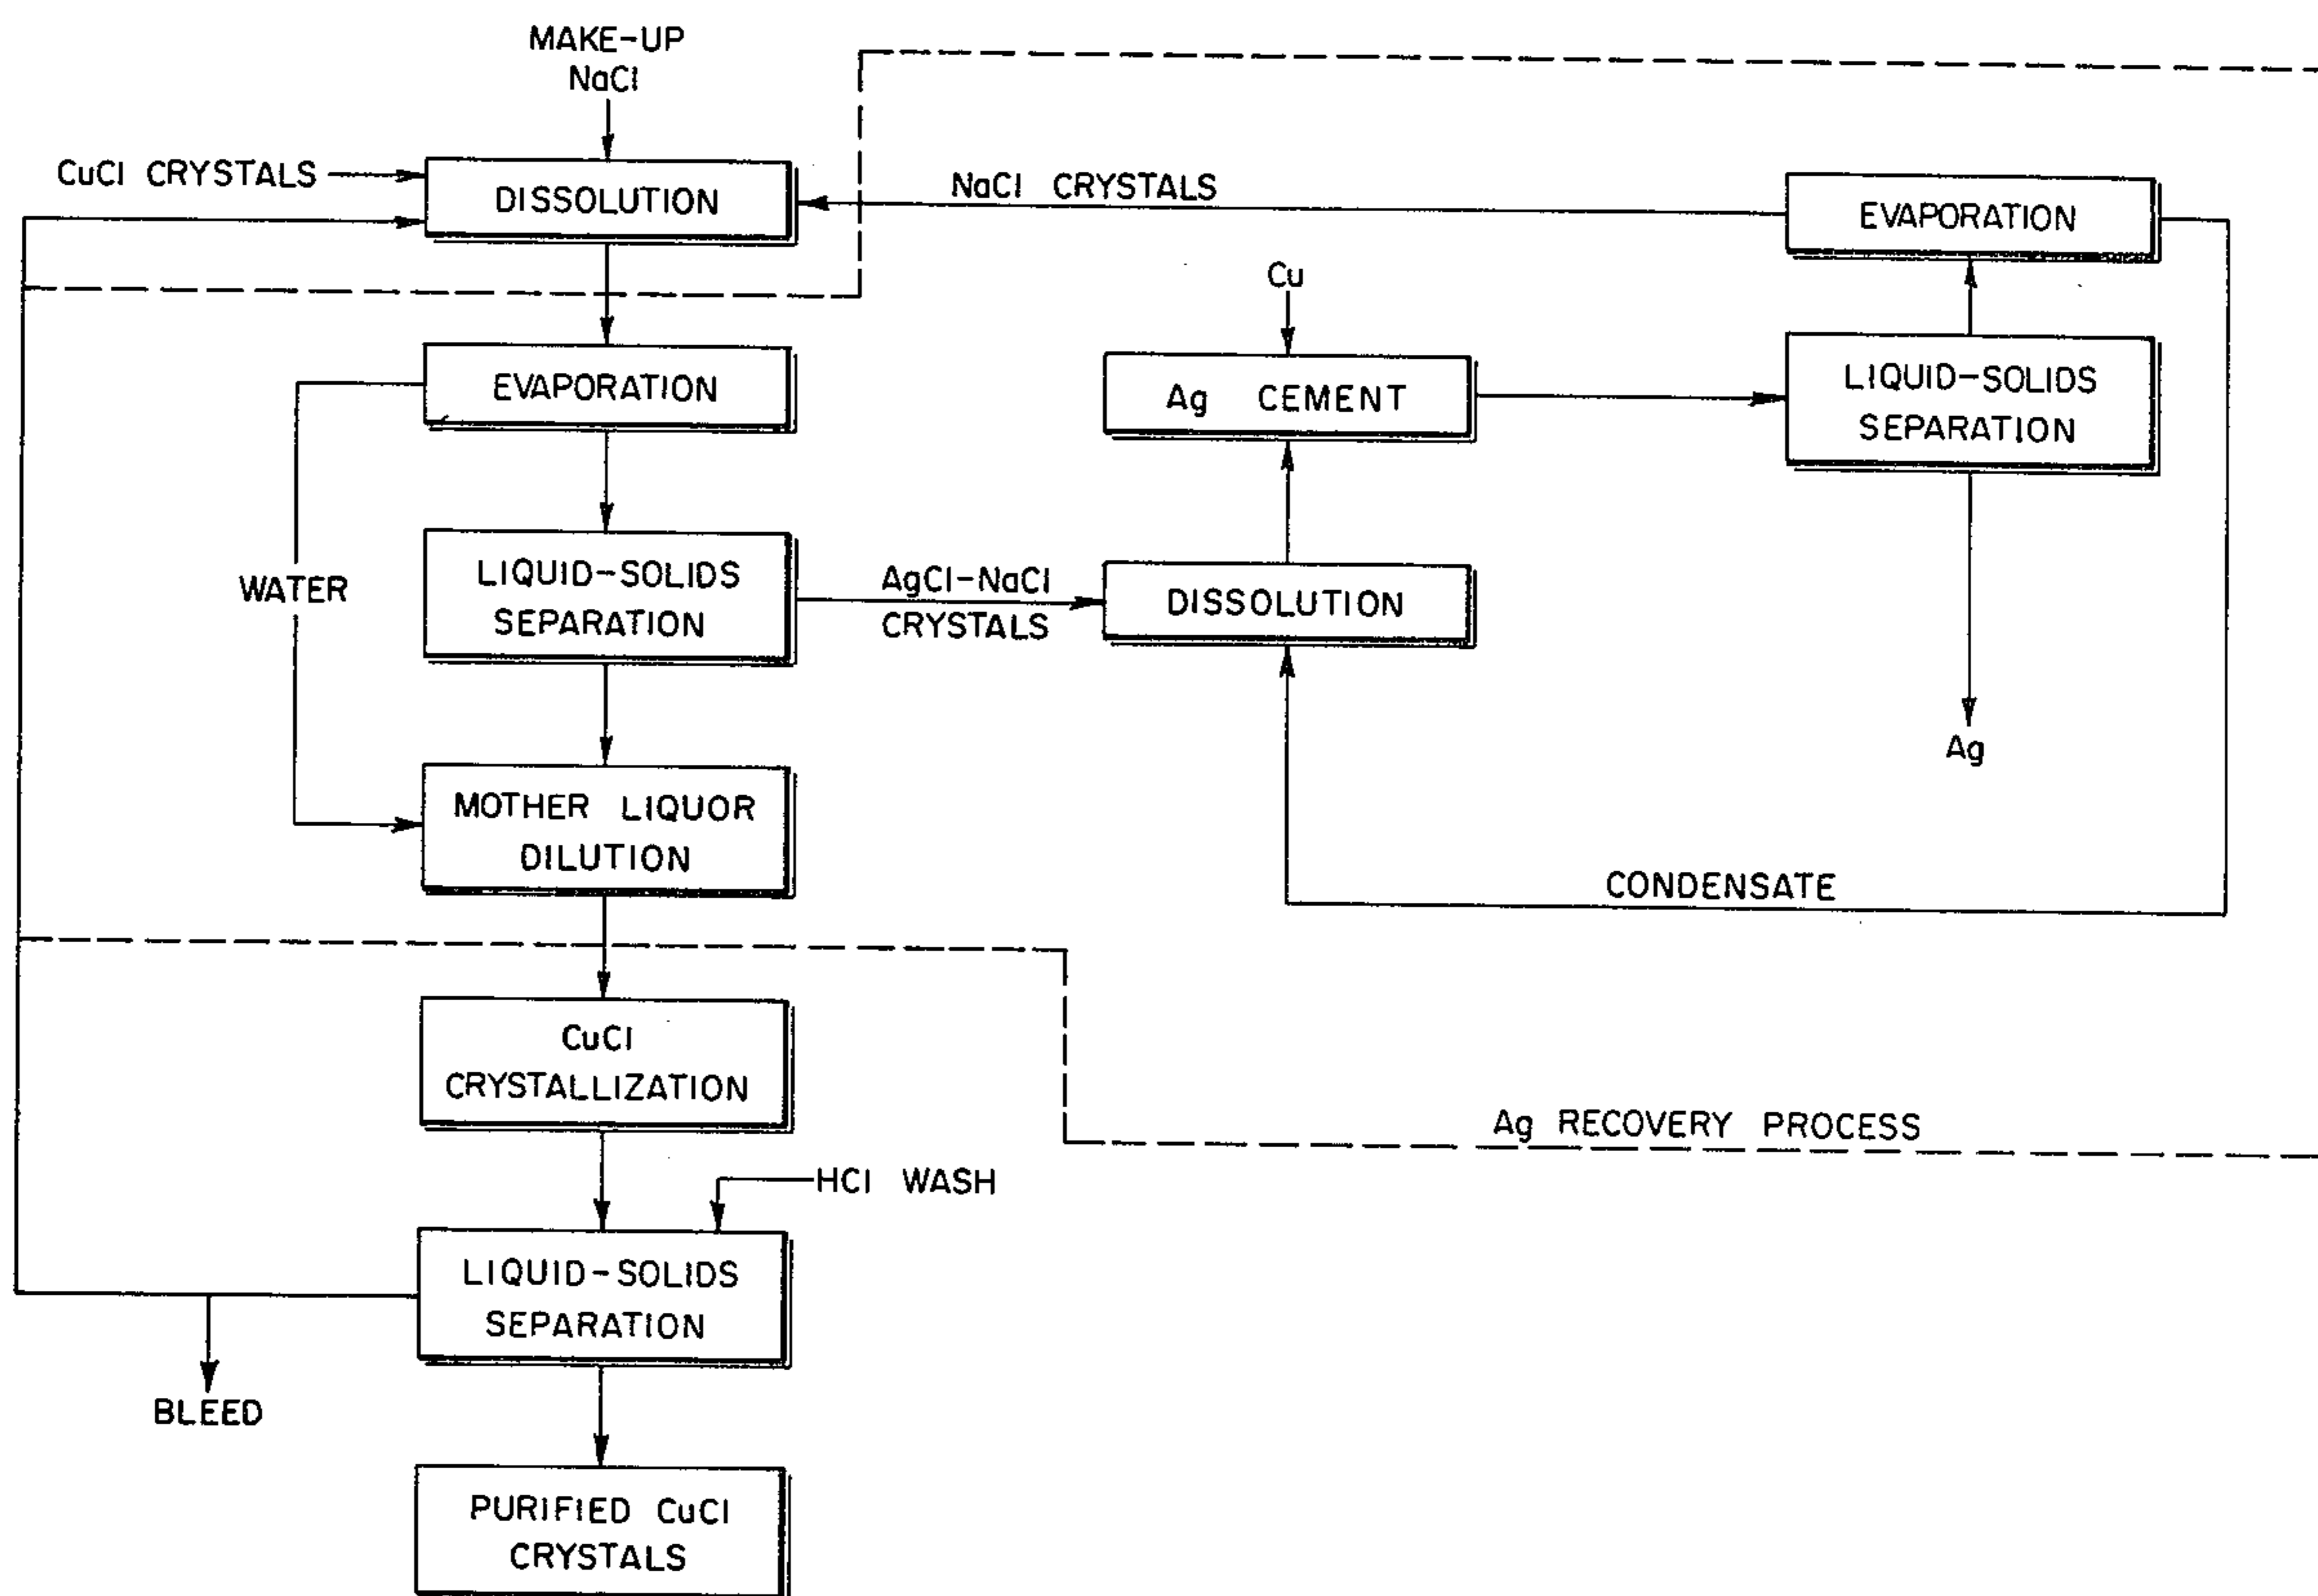 MAKE-UP
NaCl
CuCl CRYSTALS
DISSOLUTION
NaCl CRYSTALS
EVAPORATION
Cu
EVAPORATION
Ag CEMENT
LIQUID-SOLIDS
SEPARATION
WATER
LIQUID-SOLIDS
SEPARATION
AgCl-NaCl
CRYSTALS
DISSOLUTION
Ag
MOTHER LIQUOR
DILUTION
CONDENSATE
CuCl
CRYSTALLIZATION
Ag RECOVERY PROCESS
HCl WASH
LIQUID-SOLIDS
SEPARATION
BLEED
PURIFIED CuCl
CRYSTALS